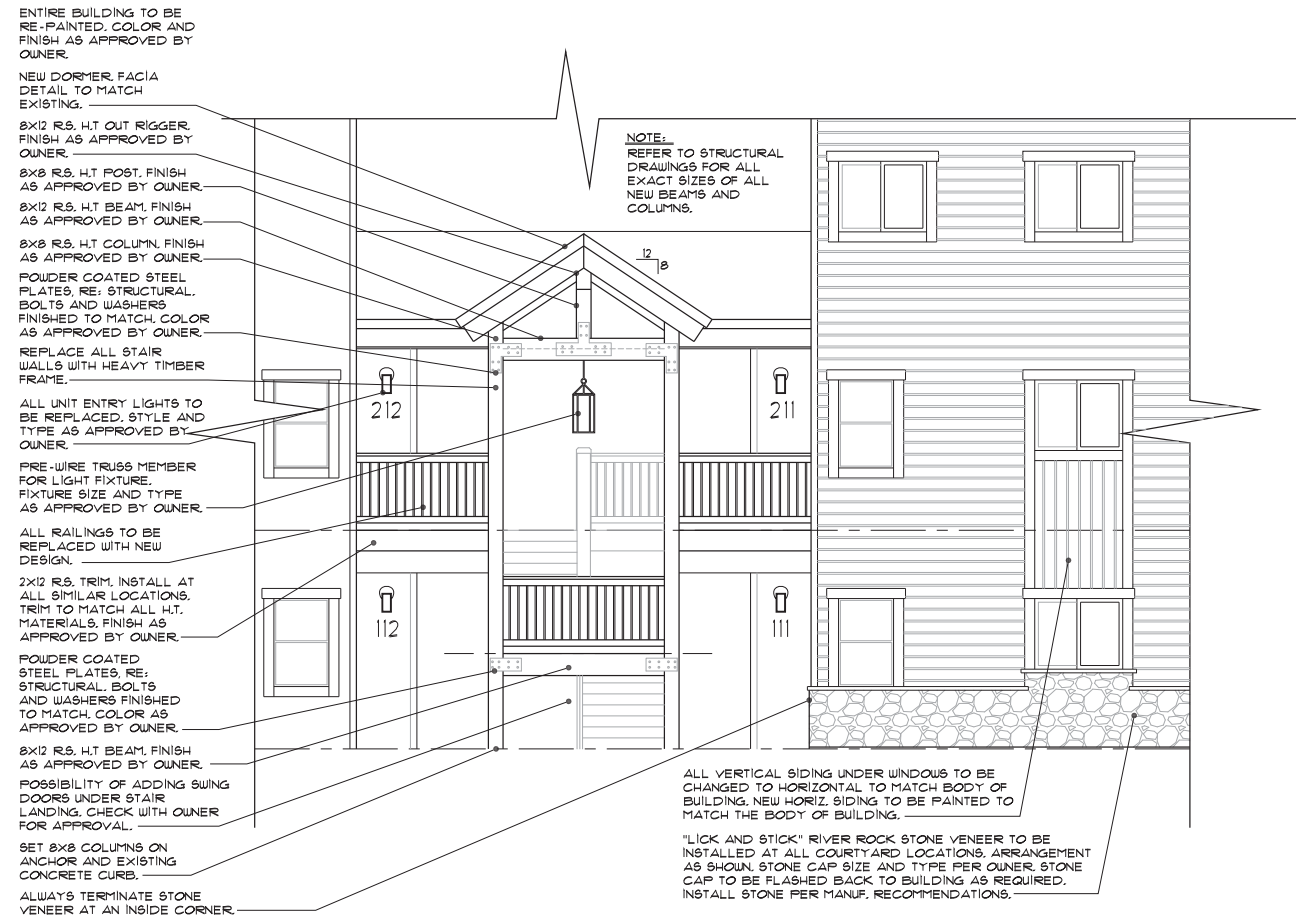 ENTIRE BUILDING TO BE
RE-PAINTED. COLOR AND
FINISH AS APPROVED BY
OWNER.
NEW DORMER. FACIA
DETAIL TO MATCH
EXISTING.
8X12 R.S. H.T OUT RIGGER.
FINISH AS APPROVED BY
OWNER.
8X8 R.S. H.T POST. FINISH
AS APPROVED BY OWNER.
8X12 R.S. H.T BEAM. FINISH
AS APPROVED BY OWNER.
8X8 R.S. H.T COLUMN. FINISH
AS APPROVED BY OWNER.
POWDER COATED STEEL
PLATES, RE: STRUCTURAL.
BOLTS AND WASHERS
FINISHED TO MATCH. COLOR
AS APPROVED BY OWNER.
REPLACE ALL STAIR
WALLS WITH HEAVY TIMBER
FRAME.
ALL UNIT ENTRY LIGHTS TO
BE REPLACED. STYLE AND
TYPE AS APPROVED BY
OWNER.
PRE-WIRE TRUSS MEMBER
FOR LIGHT FIXTURE.
FIXTURE SIZE AND TYPE
AS APPROVED BY OWNER.
ALL RAILINGS TO BE
REPLACED WITH NEW
DESIGN.
2X12 R.S. TRIM. INSTALL AT
ALL SIMILAR LOCATIONS.
TRIM TO MATCH ALL H.T.
MATERIALS. FINISH AS
APPROVED BY OWNER.
POWDER COATED
STEEL PLATES, RE:
STRUCTURAL. BOLTS
AND WASHERS FINISHED
TO MATCH. COLOR AS
APPROVED BY OWNER.
8X12 R.S. H.T BEAM. FINISH
AS APPROVED BY OWNER.
POSSIBILITY OF ADDING SWING
DOORS UNDER STAIR
LANDING. CHECK WITH OWNER
FOR APPROVAL.
SET 8X8 COLUMNS ON
ANCHOR AND EXISTING
CONCRETE CURB.
ALWAYS TERMINATE STONE
VENEER AT AN INSIDE CORNER.
NOTE:
REFER TO STRUCTURAL
DRAWINGS FOR ALL
EXACT SIZES OF ALL
NEW BEAMS AND
COLUMNS.
12
8
212
211
112
111
ALL VERTICAL SIDING UNDER WINDOWS TO BE
CHANGED TO HORIZONTAL TO MATCH BODY OF
BUILDING. NEW HORIZ. SIDING TO BE PAINTED TO
MATCH THE BODY OF BUILDING.
"LICK AND STICK" RIVER ROCK STONE VENEER TO BE
INSTALLED AT ALL COURTYARD LOCATIONS. ARRANGEMENT
AS SHOWN. STONE CAP SIZE AND TYPE PER OWNER. STONE
CAP TO BE FLASHED BACK TO BUILDING AS REQUIRED.
INSTALL STONE PER MANUF. RECOMMENDATIONS.